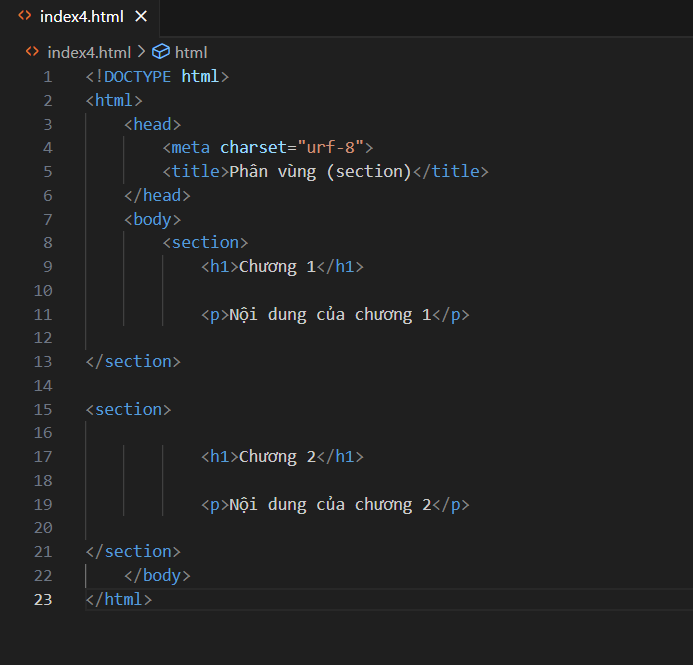 index4.html
index4.html > html
1 <!DOCTYPE html>
2 <html>
3 <head>
4 <meta charset="urf-8">
5 <title>Phân vùng (section)</title>
6 </head>
7 <body>
8 <section>
9 <h1>Chương 1</h1>
10
11 <p>Nội dung của chương 1</p>
12
13 </section>
14
15 <section>
16
17 <h1>Chương 2</h1>
18
19 <p>Nội dung của chương 2</p>
20
21 </section>
22 </body>
23 </html>